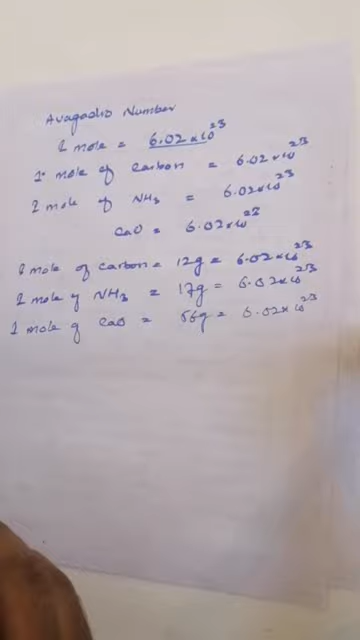 Avagadro Number
1 mole = 6.02×10²³
1 mole of Carbon = 6.02×10²³
1 mole of NH₃ = 6.02×10²³
CaO = 6.02×10²³
1 mole of Carbon = 12g = 6.02×10²³
1 mole of NH₃ = 17g = 6.02×10²³
1 mole of CaO = 56g = 6.02×10²³